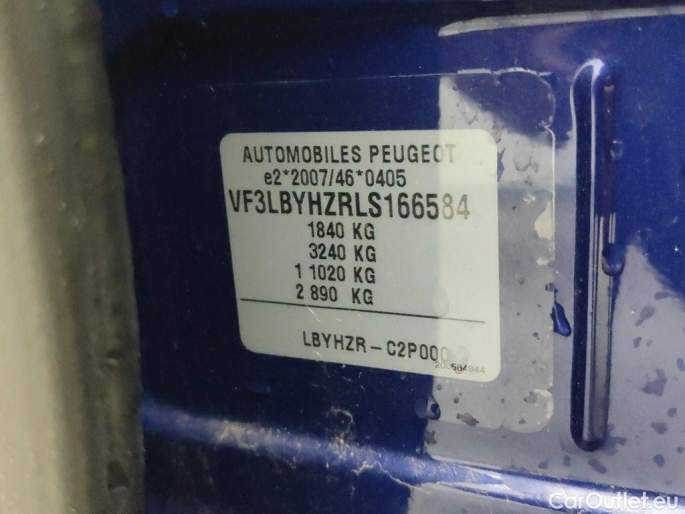 AUTOMOBILES PEUGEOT
e2*2007/46*0405
VF3LBYHZRLS166584
1840 KG
3240 KG
1 1020 KG
2 890 KG
LBYHZR-C2P000
CarOutlet.eu